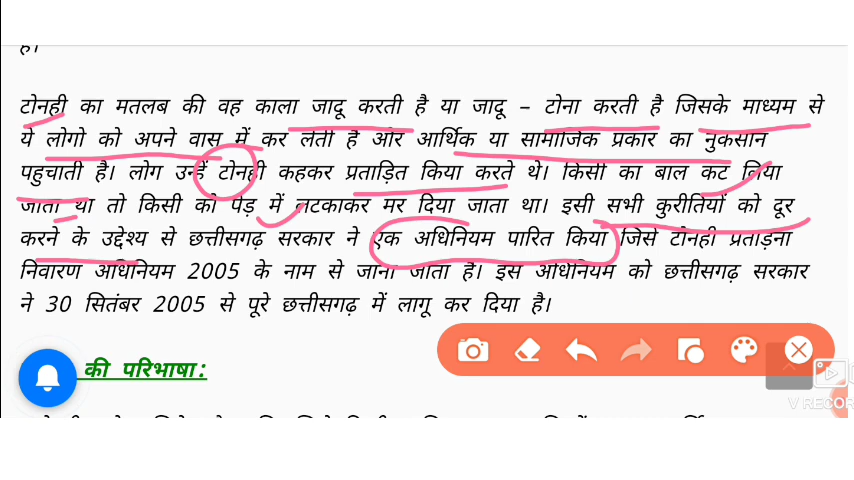 है।
टोनही का मतलब की वह काला जादू करती है या जादू – टोना करती है जिसके माध्यम से
ये लोगो को अपने वास में कर लेती है और आर्थिक या सामाजिक प्रकार का नुकसान
पहुचाती है। लोग उन्हें टोनही कहकर प्रताड़ित किया करते थे। किसी का बाल कट लिया
जाता था तो किसी को पेड़ में लटकाकर मर दिया जाता था। इसी सभी कुरीतियों को दूर
करने के उद्देश्य से छत्तीसगढ़ सरकार ने एक अधिनियम पारित किया जिसे टोनही प्रताड़ना
निवारण अधिनियम 2005 के नाम से जाना जाता है। इस अधिनियम को छत्तीसगढ़ सरकार
ने 30 सितंबर 2005 से पूरे छत्तीसगढ़ में लागू कर दिया है।
की परिभाषा:
V RECOR